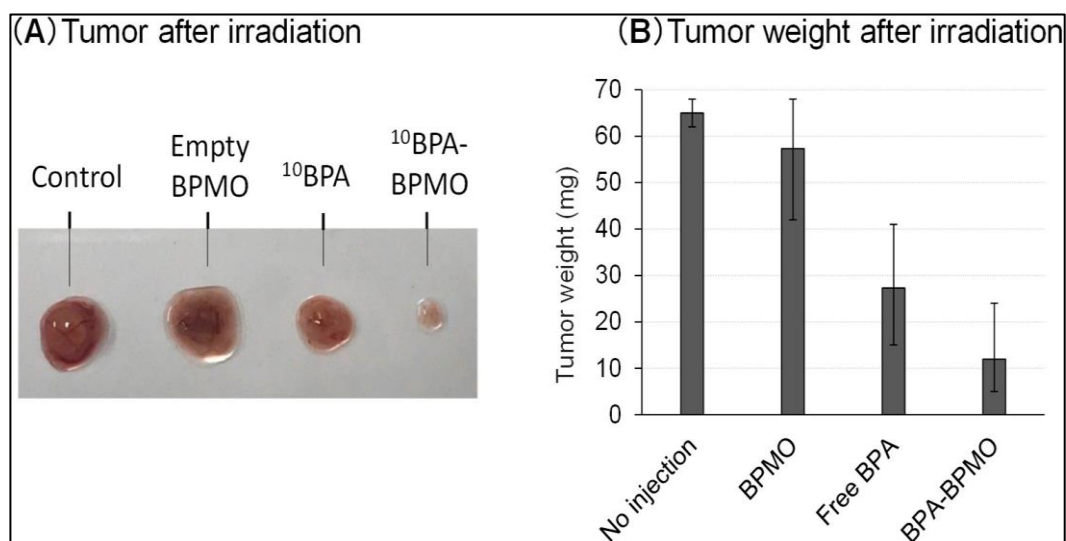 (A) Tumor after irradiation
Control
Empty
BPMO
¹⁰BPA
¹⁰BPA-
BPMO
(B) Tumor weight after irradiation
Tumor weight (mg)
70
60
50
40
30
20
10
0
No injection
BPMO
Free BPA
BPA-BPMO